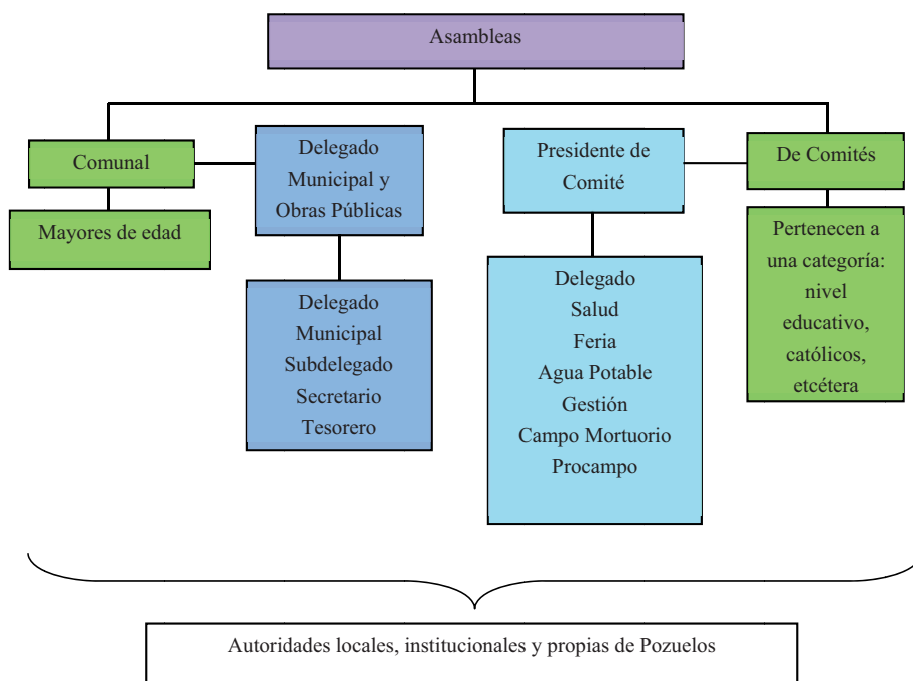 Asambleas
Comunal
Mayores de edad
Delegado
Municipal y
Obras Públicas
Delegado
Municipal
Subdelegado
Secretario
Tesorero
Presidente de
Comité
Delegado
Salud
Feria
Agua Potable
Gestión
Campo Mortuorio
Procampo
De Comités
Pertenecen a
una categoría:
nivel
educativo,
católicos,
etcétera
Autoridades locales, institucionales y propias de Pozuelos